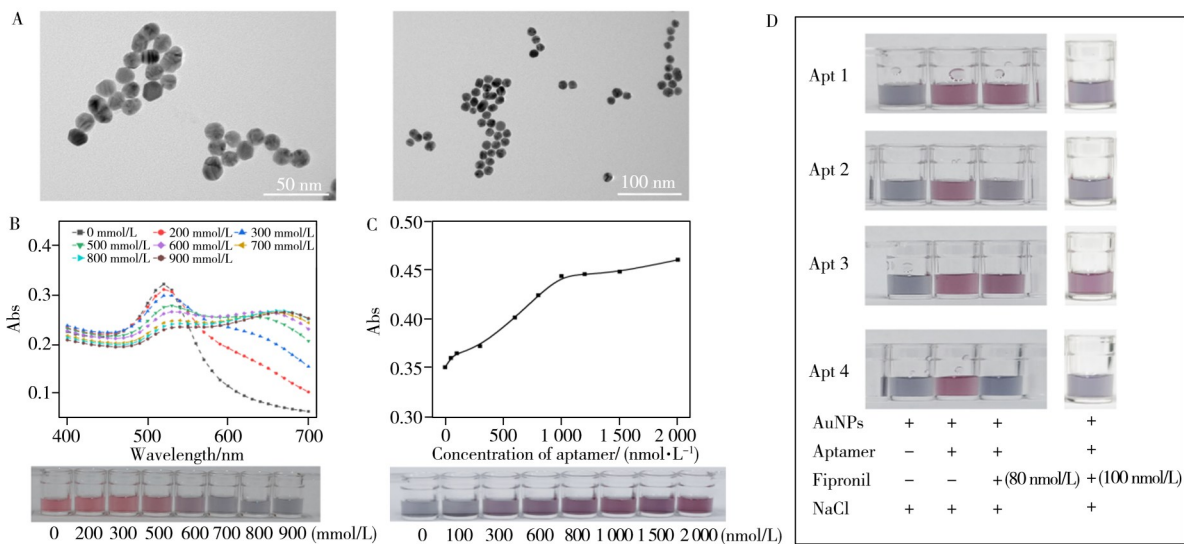 A
50 nm
100 nm
B
0 mmol/L 200 mmol/L 300 mmol/L
500 mmol/L 600 mmol/L 700 mmol/L
800 mmol/L 900 mmol/L
Abs
0.4
0.3
0.2
0.1
400 500 600 700
Wavelength/nm
0 200 300 500 600 700 800 900 (mmol/L)
C
Abs
0.50
0.45
0.40
0.35
0.30
0 500 1 000 1 500 2 000
Concentration of aptamer/ (nmol·L⁻¹)
0 100 300 600 800 1 000 1 500 2 000 (nmol/L)
D
Apt 1
Apt 2
Apt 3
Apt 4
AuNPs + + + +
Aptamer − + + +
Fipronil − − +(80 nmol/L) +(100 nmol/L)
NaCl + + + +